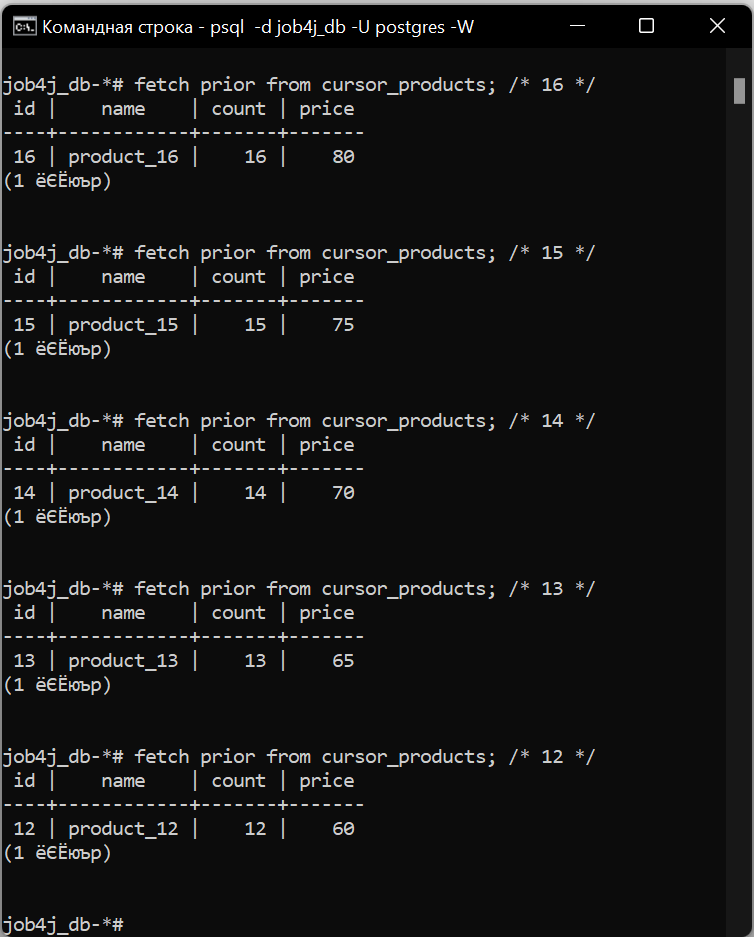 Командная строка - psql -d job4j_db -U postgres -W
job4j_db-*# fetch prior from cursor_products; /* 16 */
 id |    name    | count | price
----+------------+-------+-------
 16 | product_16 |    16 |    80
(1 ёЄЁюър)
job4j_db-*# fetch prior from cursor_products; /* 15 */
 id |    name    | count | price
----+------------+-------+-------
 15 | product_15 |    15 |    75
(1 ёЄЁюър)
job4j_db-*# fetch prior from cursor_products; /* 14 */
 id |    name    | count | price
----+------------+-------+-------
 14 | product_14 |    14 |    70
(1 ёЄЁюър)
job4j_db-*# fetch prior from cursor_products; /* 13 */
 id |    name    | count | price
----+------------+-------+-------
 13 | product_13 |    13 |    65
(1 ёЄЁюър)
job4j_db-*# fetch prior from cursor_products; /* 12 */
 id |    name    | count | price
----+------------+-------+-------
 12 | product_12 |    12 |    60
(1 ёЄЁюър)
job4j_db-*#